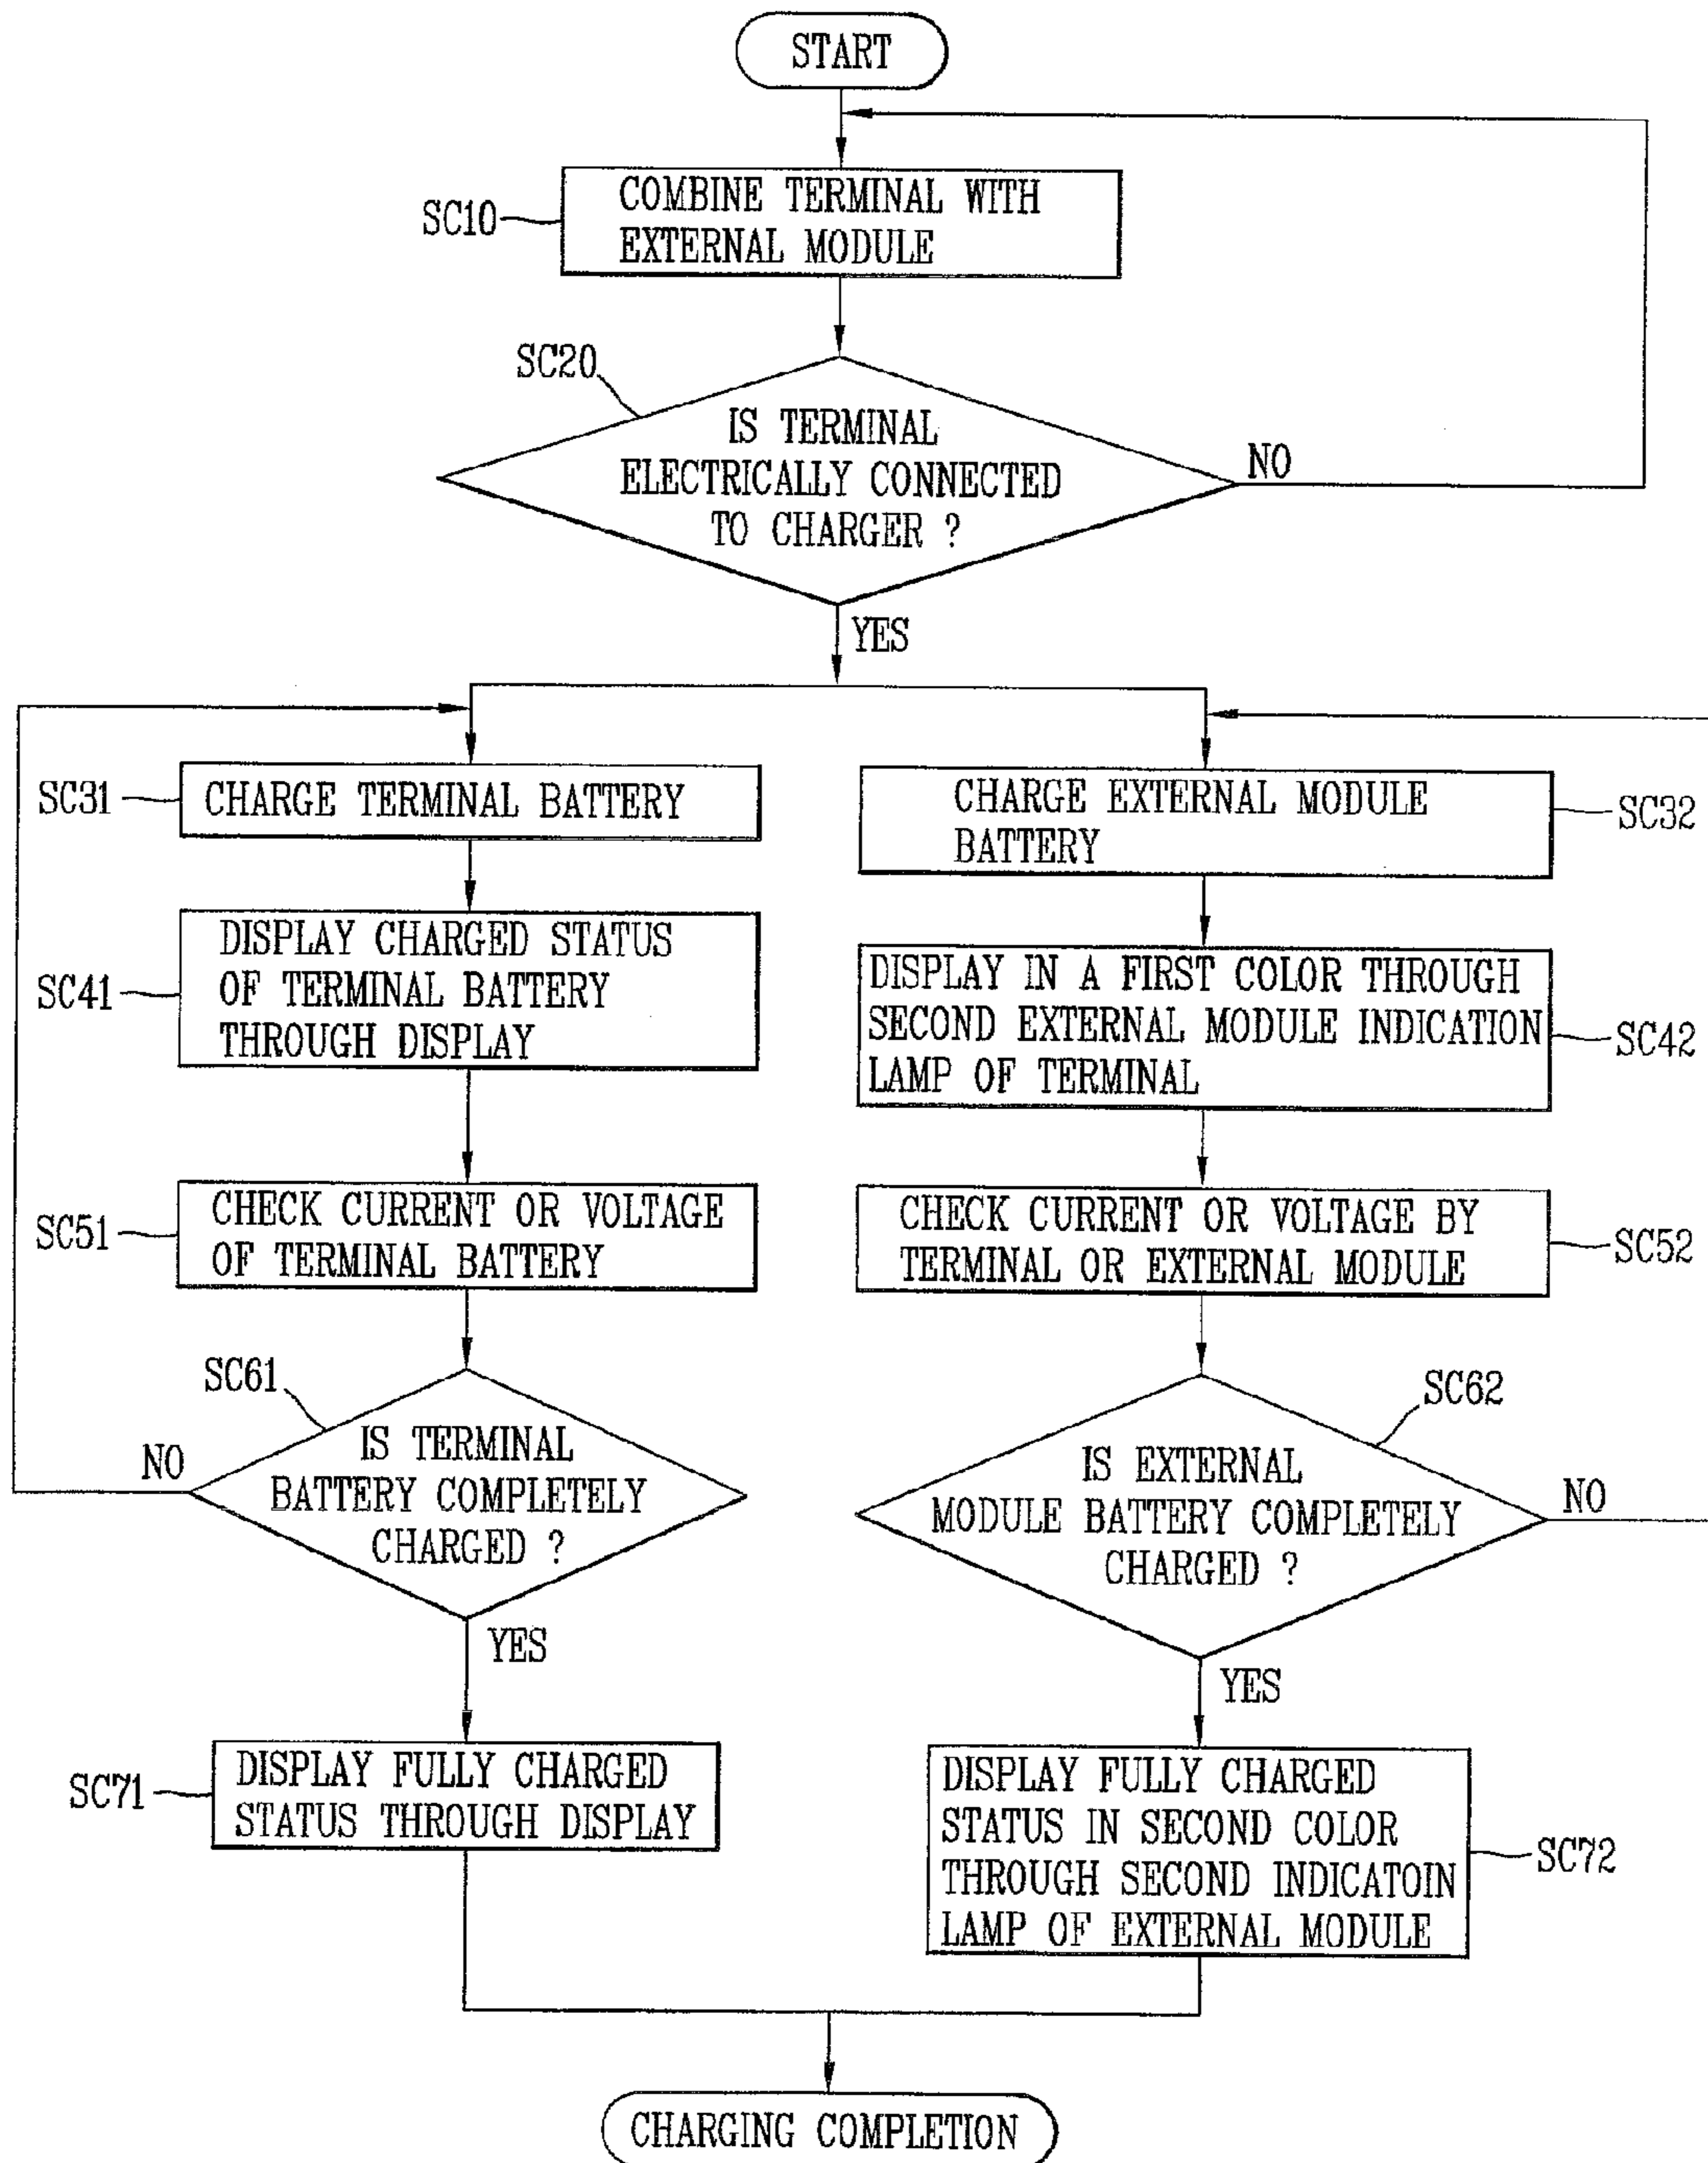 START
SC10
COMBINE TERMINAL WITH
EXTERNAL MODULE
SC20
IS TERMINAL
ELECTRICALLY CONNECTED
TO CHARGER ?
NO
YES
SC31
CHARGE TERMINAL BATTERY
CHARGE EXTERNAL MODULE
BATTERY
SC32
SC41
DISPLAY CHARGED STATUS
OF TERMINAL BATTERY
THROUGH DISPLAY
DISPLAY IN A FIRST COLOR THROUGH
SECOND EXTERNAL MODULE INDICATION
LAMP OF TERMINAL
SC42
SC51
CHECK CURRENT OR VOLTAGE
OF TERMINAL BATTERY
CHECK CURRENT OR VOLTAGE BY
TERMINAL OR EXTERNAL MODULE
SC52
SC61
NO
IS TERMINAL
BATTERY COMPLETELY
CHARGED ?
YES
SC62
IS EXTERNAL
MODULE BATTERY COMPLETELY
CHARGED ?
NO
YES
SC71
DISPLAY FULLY CHARGED
STATUS THROUGH DISPLAY
DISPLAY FULLY CHARGED
STATUS IN SECOND COLOR
THROUGH SECOND INDICATOIN
LAMP OF EXTERNAL MODULE
SC72
CHARGING COMPLETION